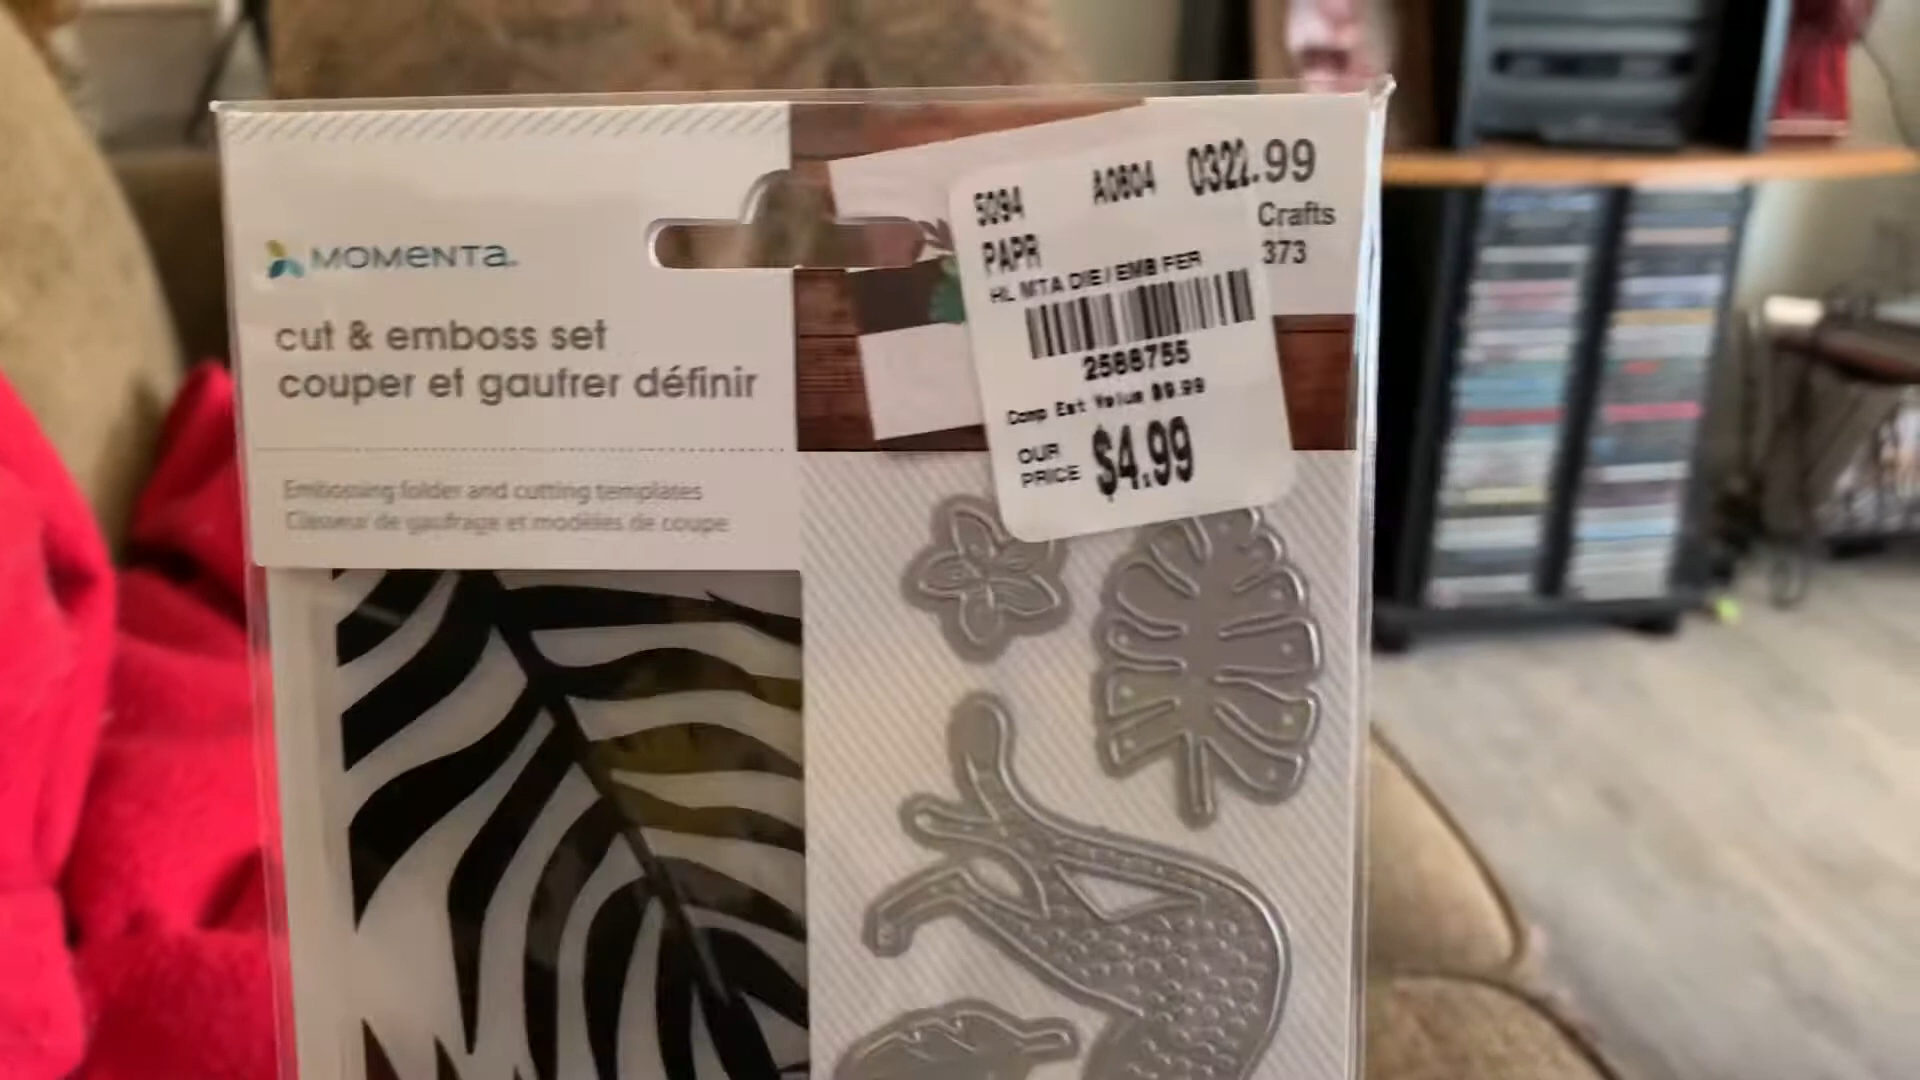 MOMENTA
cut & emboss set
couper et gaufrer définir
Embossing folder and cutting templates
Classeur de gaufrage et modèles de coupe
5094 A0604 0322.99
PAPR Crafts
373
HL MTA DIE/EMB FER
2588755
Comp Est Value $9.99
OUR
PRICE $4.99